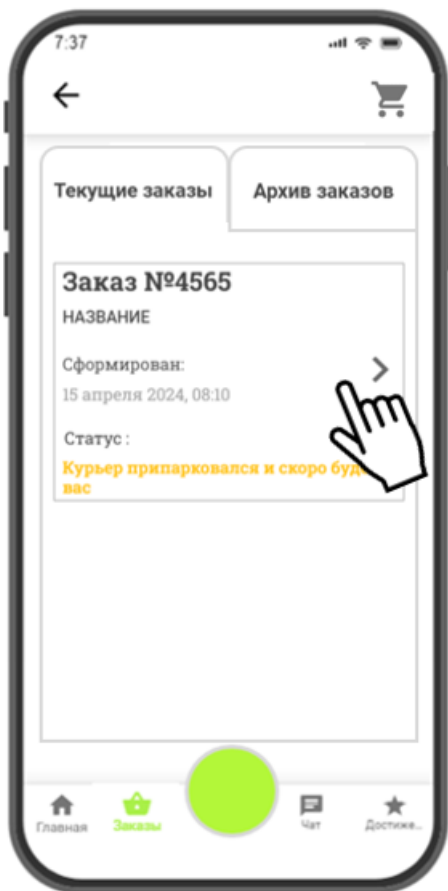 7:37
Текущие заказы
Архив заказов
Заказ №4565
НАЗВАНИЕ
Сформирован:
15 апреля 2024, 08:10
Статус :
Курьер припарковался и скоро
вас
Главная
Заказы
Чат
Достиже...